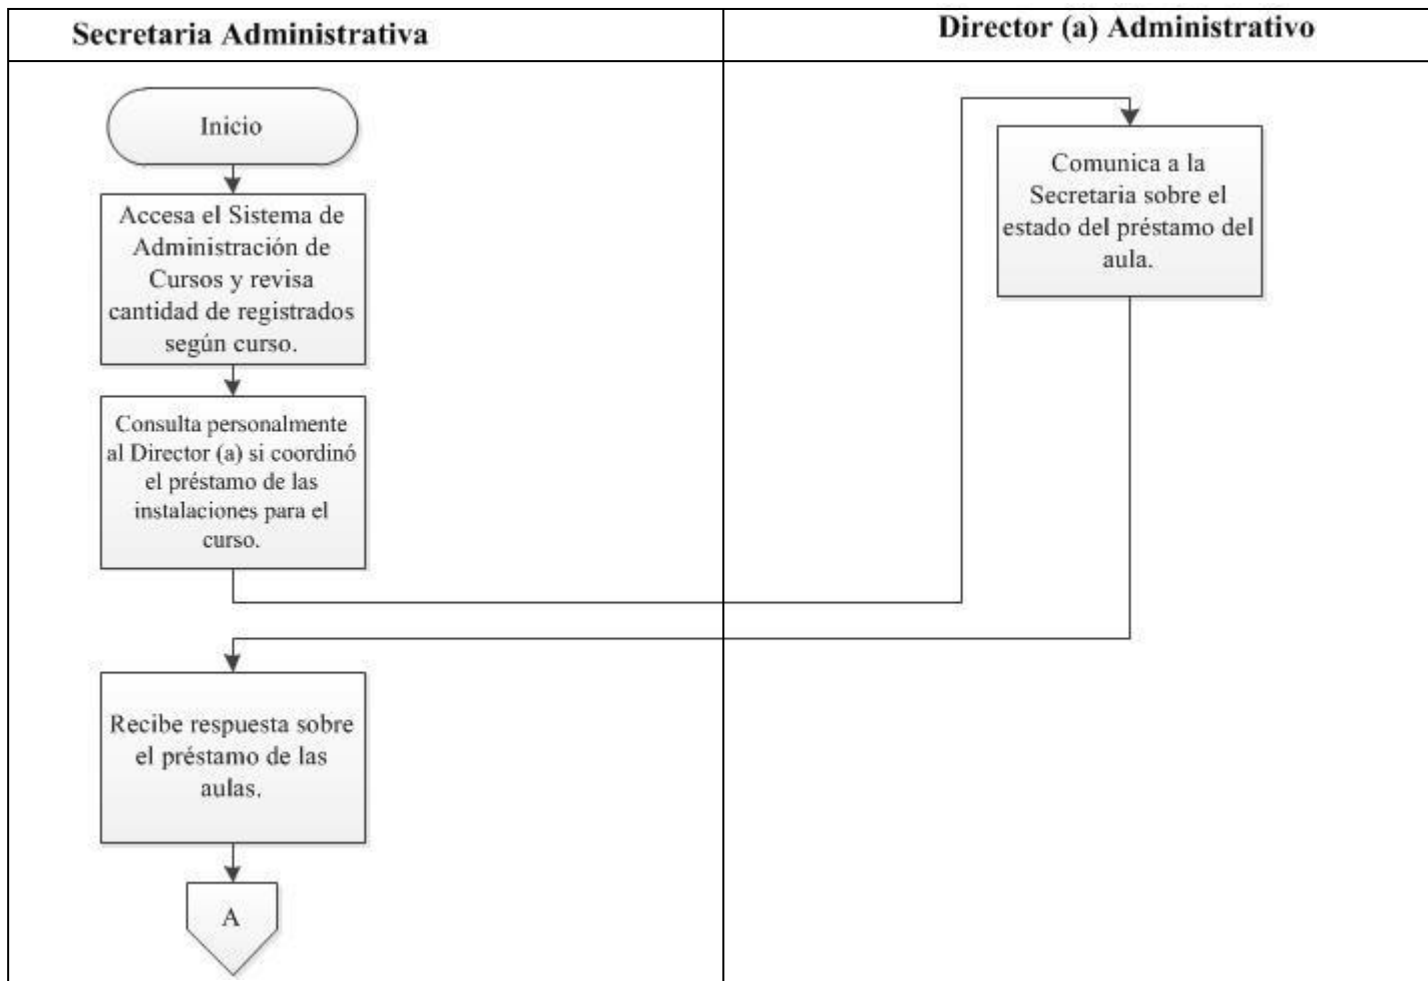 Secretaria Administrativa
Director (a) Administrativo
Inicio
Accesa el Sistema de
Administración de
Cursos y revisa
cantidad de registrados
según curso.
Consulta personalmente
al Director (a) si coordinó
el préstamo de las
instalaciones para el
curso.
Comunica a la
Secretaria sobre el
estado del préstamo del
aula.
Recibe respuesta sobre
el préstamo de las
aulas.
A